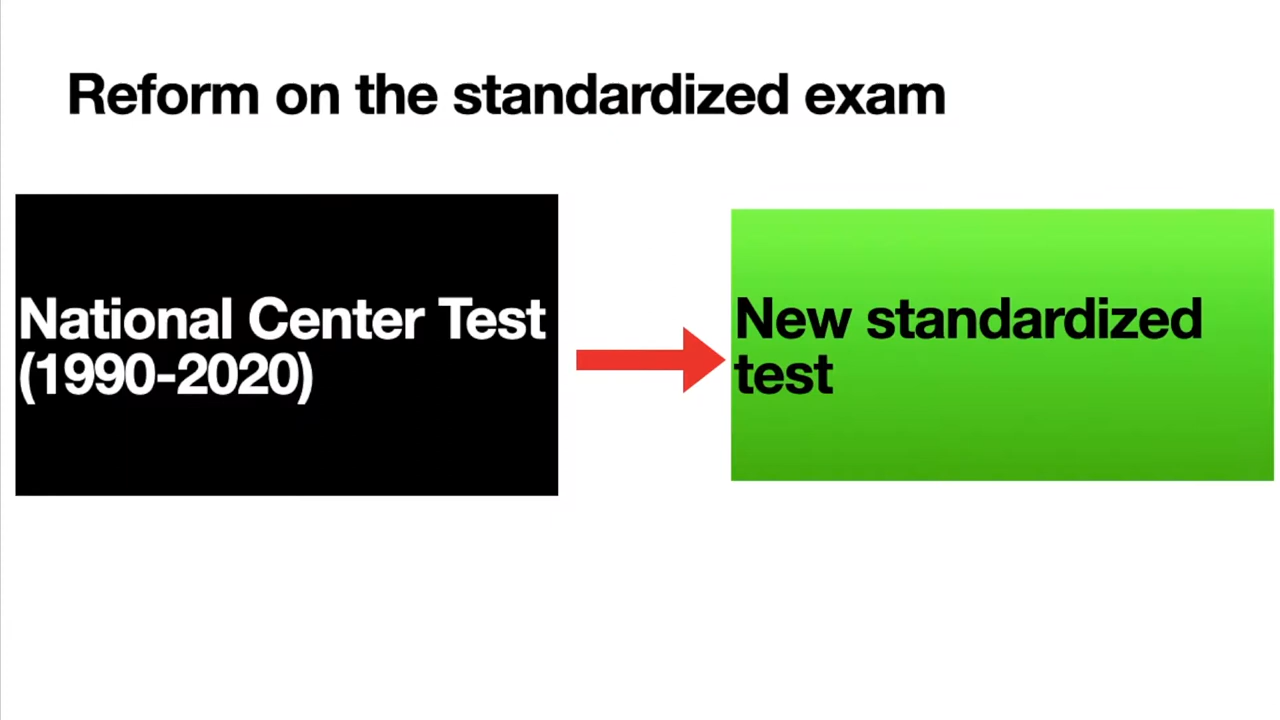 Reform on the standardized exam
National Center Test
(1990-2020)
New standardized
test